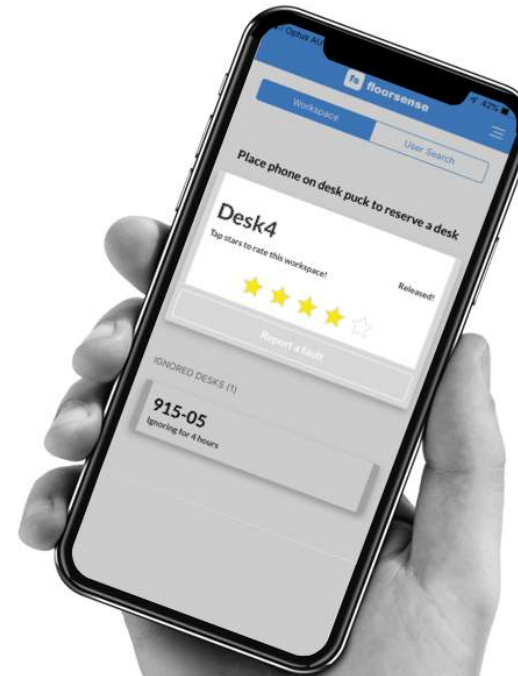 Optus AU
42%
fs floorsense
Workspace
User Search
Place phone on desk puck to reserve a desk
Desk4
Released!
Tap stars to rate this workspace!
Report a fault
IGNORED DESKS (1)
915-05
Ignoring for 4 hours